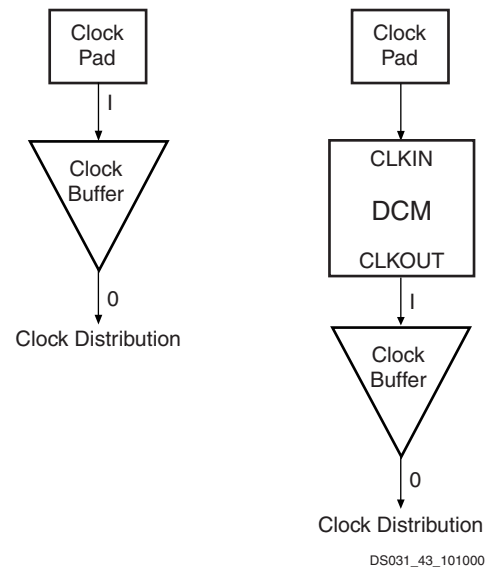 Clock
Pad
I
Clock
Buffer
0
Clock Distribution
Clock
Pad
CLKIN
DCM
CLKOUT
I
Clock
Buffer
0
Clock Distribution
DS031_43_101000